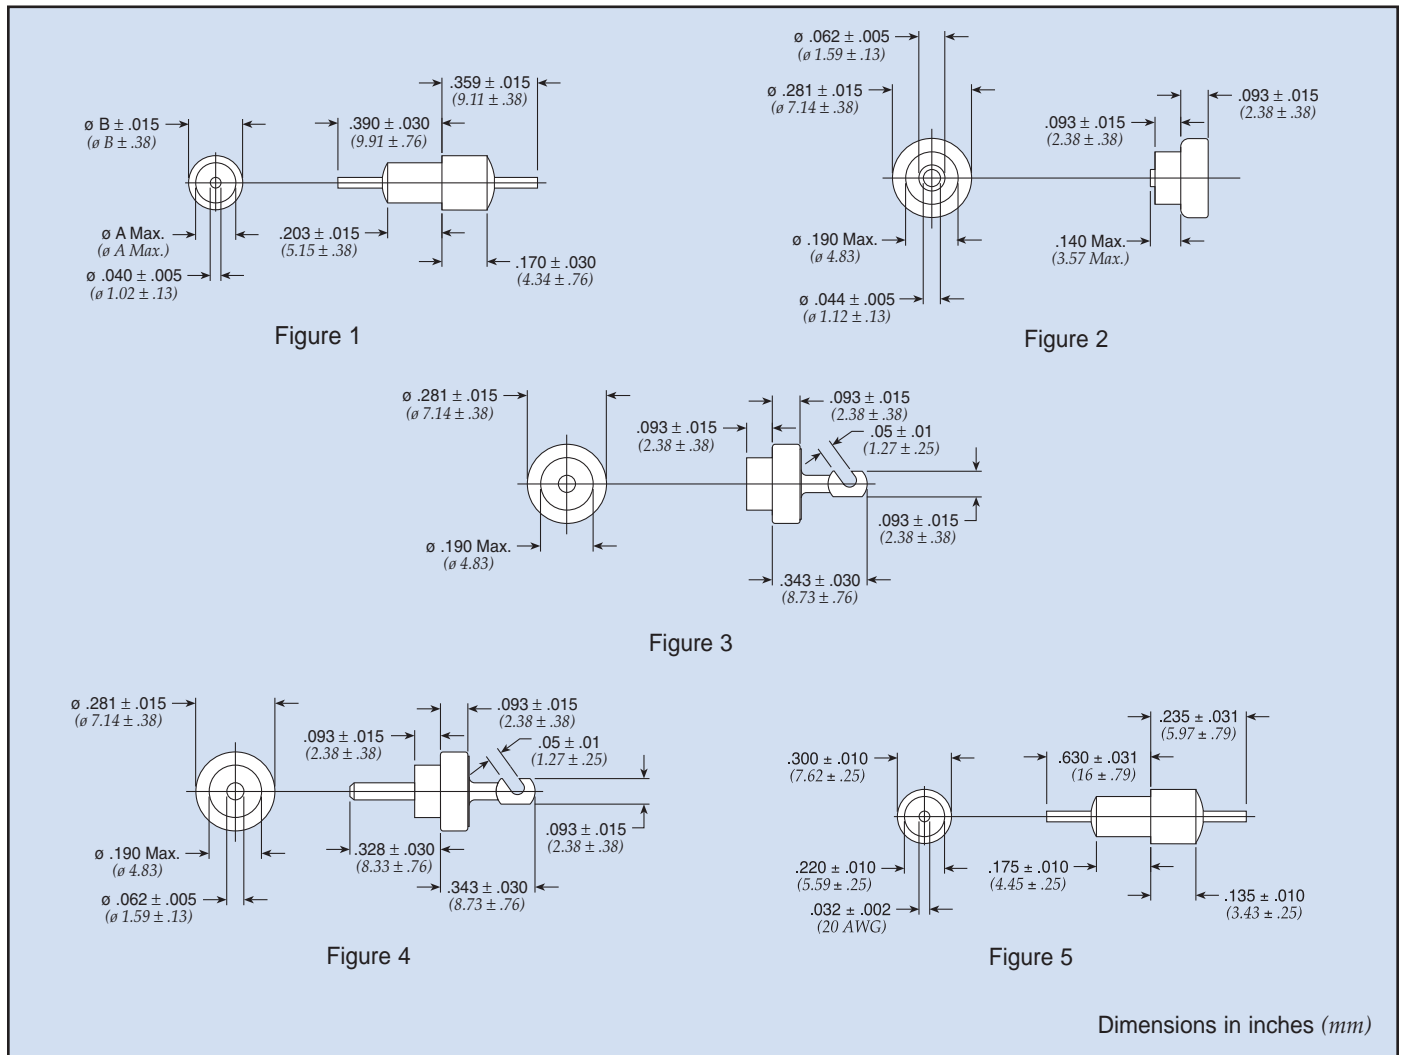 ø B ± .015
(ø B ± .38)
.359 ± .015
(9.11 ± .38)
.390 ± .030
(9.91 ± .76)
ø A Max.
(ø A Max.)
.203 ± .015
(5.15 ± .38)
.170 ± .030
(4.34 ± .76)
ø .040 ± .005
(ø 1.02 ± .13)
Figure 1
ø .062 ± .005
(ø 1.59 ± .13)
ø .281 ± .015
(ø 7.14 ± .38)
.093 ± .015
(2.38 ± .38)
.093 ± .015
(2.38 ± .38)
ø .190 Max.
(ø 4.83)
.140 Max.
(3.57 Max.)
ø .044 ± .005
(ø 1.12 ± .13)
Figure 2
ø .281 ± .015
(ø 7.14 ± .38)
.093 ± .015
(2.38 ± .38)
.093 ± .015
(2.38 ± .38)
.05 ± .01
(1.27 ± .25)
.093 ± .015
(2.38 ± .38)
ø .190 Max.
(ø 4.83)
.343 ± .030
(8.73 ± .76)
Figure 3
ø .281 ± .015
(ø 7.14 ± .38)
.093 ± .015
(2.38 ± .38)
.093 ± .015
(2.38 ± .38)
.05 ± .01
(1.27 ± .25)
.093 ± .015
(2.38 ± .38)
ø .190 Max.
(ø 4.83)
.328 ± .030
(8.33 ± .76)
.343 ± .030
(8.73 ± .76)
ø .062 ± .005
(ø 1.59 ± .13)
Figure 4
.235 ± .031
(5.97 ± .79)
.300 ± .010
(7.62 ± .25)
.630 ± .031
(16 ± .79)
.220 ± .010
(5.59 ± .25)
.175 ± .010
(4.45 ± .25)
.135 ± .010
(3.43 ± .25)
.032 ± .002
(20 AWG)
Figure 5
Dimensions in inches (mm)